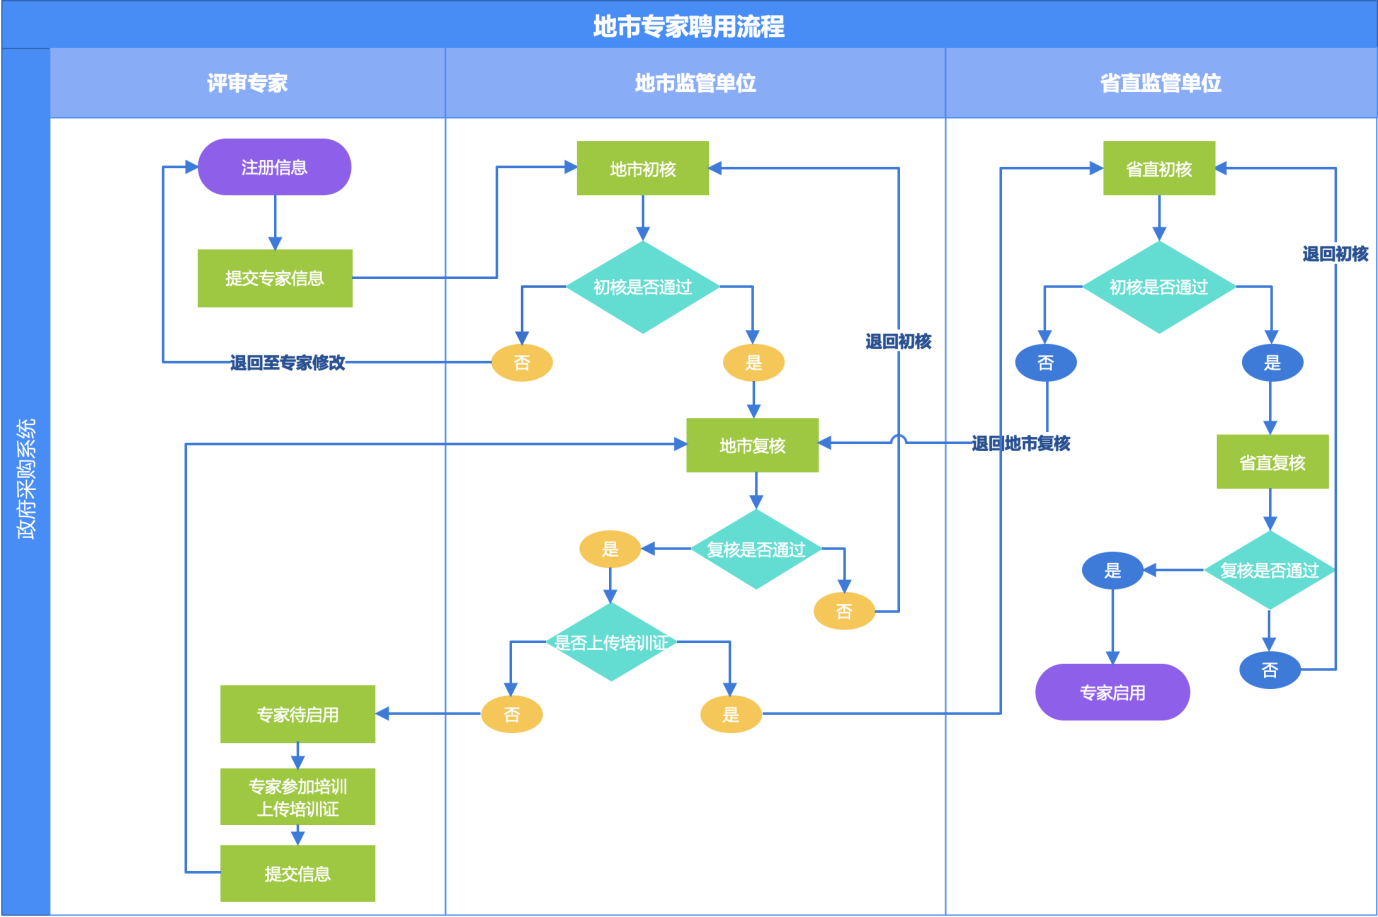 地市专家聘用流程
评审专家
地市监管单位
省直监管单位
政府采购系统
注册信息
地市初核
省直初核
提交专家信息
初核是否通过
初核是否通过
退回初核
退回初核
退回至专家修改
否
是
否
是
地市复核
退回地市复核
省直复核
是
复核是否通过
是
复核是否通过
否
是否上传培训证
否
专家待启用
否
是
专家启用
专家参加培训
上传培训证
提交信息